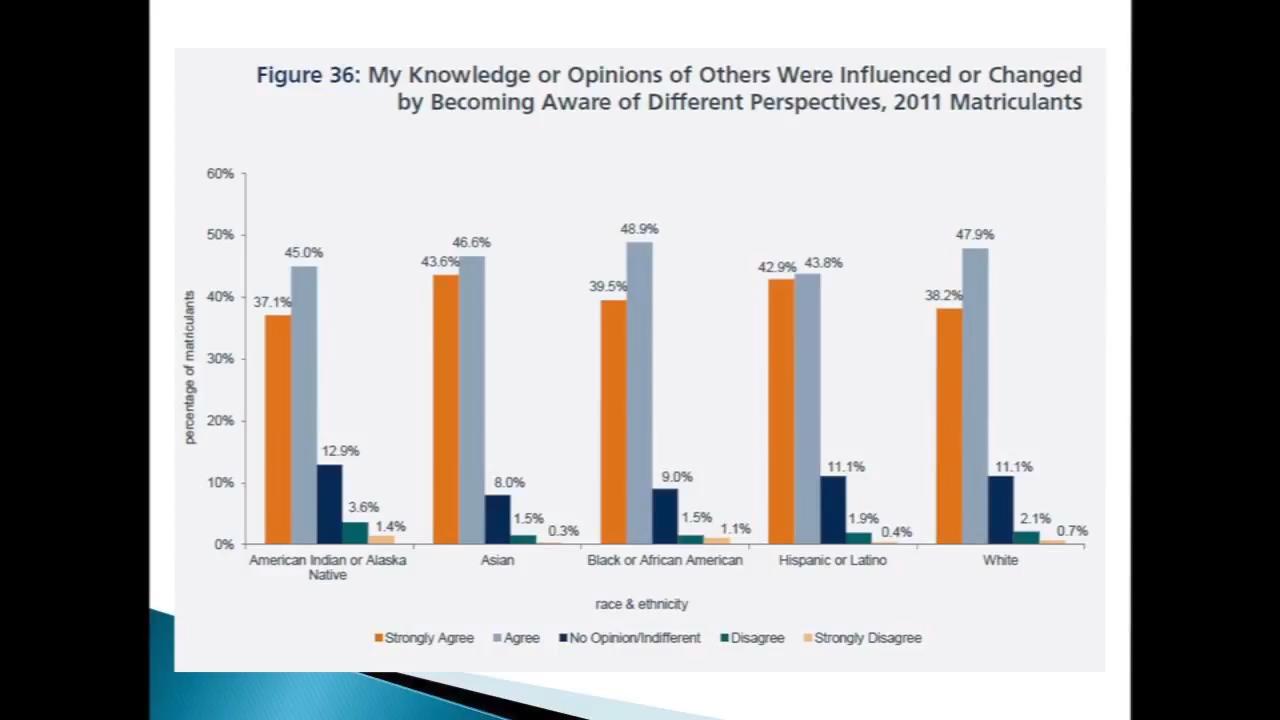 Figure 36: My Knowledge or Opinions of Others Were Influenced or Changed
by Becoming Aware of Different Perspectives, 2011 Matriculants
percentage of matriculants
60%
50%
40%
30%
20%
10%
0%
37.1%
45.0%
12.9%
3.6%
1.4%
43.6%
46.6%
8.0%
1.5%
0.3%
39.5%
48.9%
9.0%
1.5%
1.1%
42.9%
43.8%
11.1%
1.9%
0.4%
38.2%
47.9%
11.1%
2.1%
0.7%
American Indian or Alaska
Native
Asian
Black or African American
Hispanic or Latino
White
race & ethnicity
Strongly Agree Agree No Opinion/Indifferent Disagree Strongly Disagree